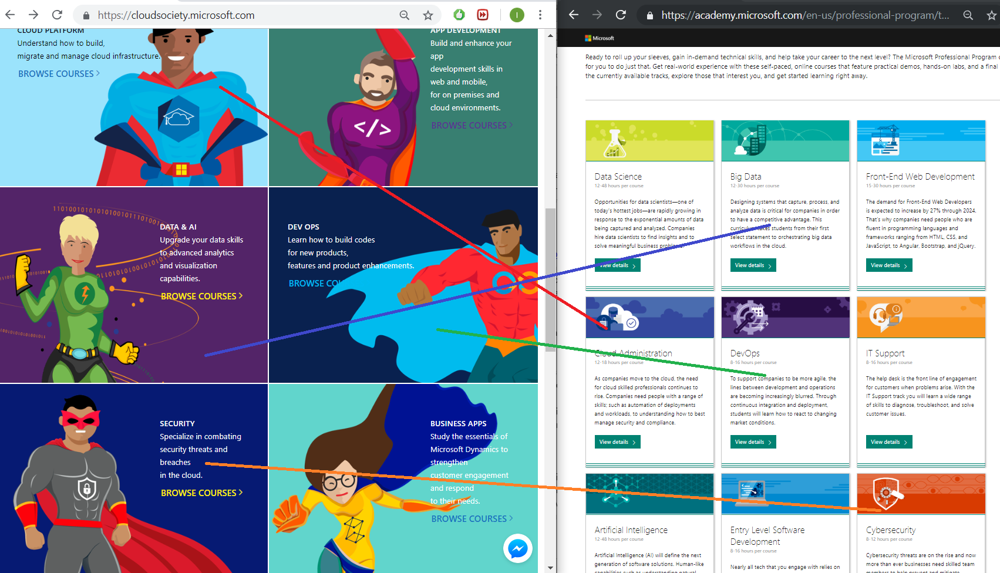 https://cloudsociety.microsoft.com
I
CLOUD PLATFORM
Understand how to build,
migrate and manage cloud infrastructure.
BROWSE COURSES >
APP DEVELOPMENT
Build and enhance your
app
development skills in
web and mobile,
for on premises and
cloud environments.
BROWSE COURSES >
</>
1101001010101010010
DATA & AI
Upgrade your data skills
to advanced analytics
and visualization
capabilities.
BROWSE COURSES >
DEV OPS
Learn how to build codes
for new products,
features and product enhancements.
BROWSE
SECURITY
Specialize in combating
security threats and
breaches
in the cloud.
BROWSE COURSES >
BUSINESS APPS
Study the essentials of
Microsoft Dynamics to
strengthen
customer engagement
and respond
to their needs.
BROWSE COURSES >
https://academy.microsoft.com/en-us/professional-program/t...
Microsoft
Ready to roll up your sleeves, gain in-demand technical skills, and help take your career to the next level? The Microsoft Professional Program
for you to do just that. Get real-world experience with these self-paced, online courses that feature practical demos, hands-on labs, and a final
the currently available tracks, explore those that interest you, and get started learning right away.
Data Science
12-48 hours per course
Opportunities for data scientists—one of
today's hottest jobs—are rapidly growing in
response to the exponential amounts of data
being captured and analyzed. Companies
hire data scientists to find insights and to
solve meaningful business problems.
View details >
Big Data
12-30 hours per course
Designing systems that capture, process, and
analyze data is critical for companies in order
to have a competitive advantage. This
curriculum takes students from their first
select statement to orchestrating big data
workflows in the cloud.
View details >
Front-End Web Development
15-30 hours per course
The demand for Front-End Web Developers
is expected to increase by 27% through 2024.
That's why companies need people who are
fluent in programming languages and
frameworks ranging from HTML, CSS, and
JavaScript, to Angular, Bootstrap, and jQuery.
View details >
Cloud Administration
12-18 hours per course
As companies move to the cloud, the need
for cloud skilled professionals continues to
rise. Companies need people with a range of
skills; such as automation of deployments
and workloads, to understanding how to best
manage security and compliance.
View details >
DevOps
8-16 hours per course
To support companies to be more agile, the
lines between development and operations
are becoming increasingly blurred. Through
continuous integration and deployment,
students will learn how to react to changing
market conditions.
View details >
IT Support
8-16 hours per course
The help desk is the front line of engagement
for customers when problems arise. With the
IT Support track you will learn a wide range
of skills to diagnose, troubleshoot, and solve
customer issues.
View details >
Artificial Intelligence
12-48 hours per course
Artificial Intelligence (AI) will define the next
generation of software solutions. Human-like
capabilities such as understanding natural
Entry Level Software
Development
8-16 hours per course
Nearly all tech that you engage with relies on
Cybersecurity
8-12 hours per course
Cybersecurity threats are on the rise and now
more than ever businesses need skilled team
members to help prevent and mitigate